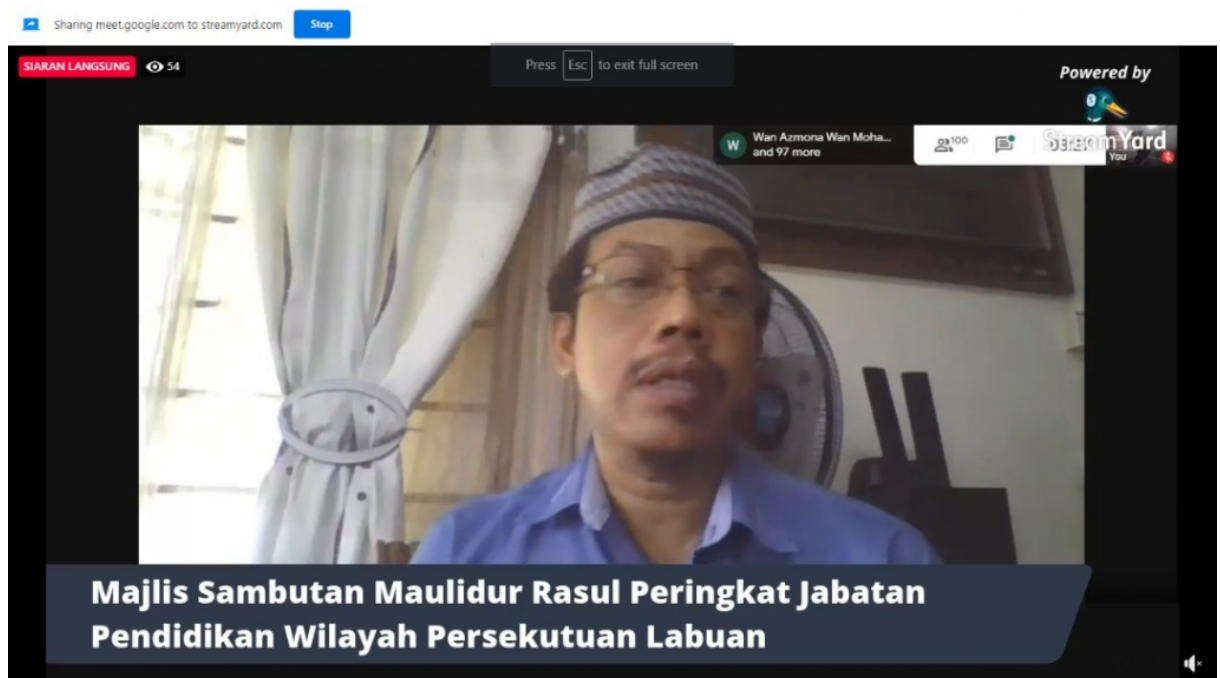 Sharing meet.google.com to streamyard.com Stop
SIARAN LANGSUNG 54
Press Esc to exit full screen
Powered by
StreamYard
W Wan Azmona Wan Moha...
and 97 more
100
You
Majlis Sambutan Maulidur Rasul Peringkat Jabatan
Pendidikan Wilayah Persekutuan Labuan